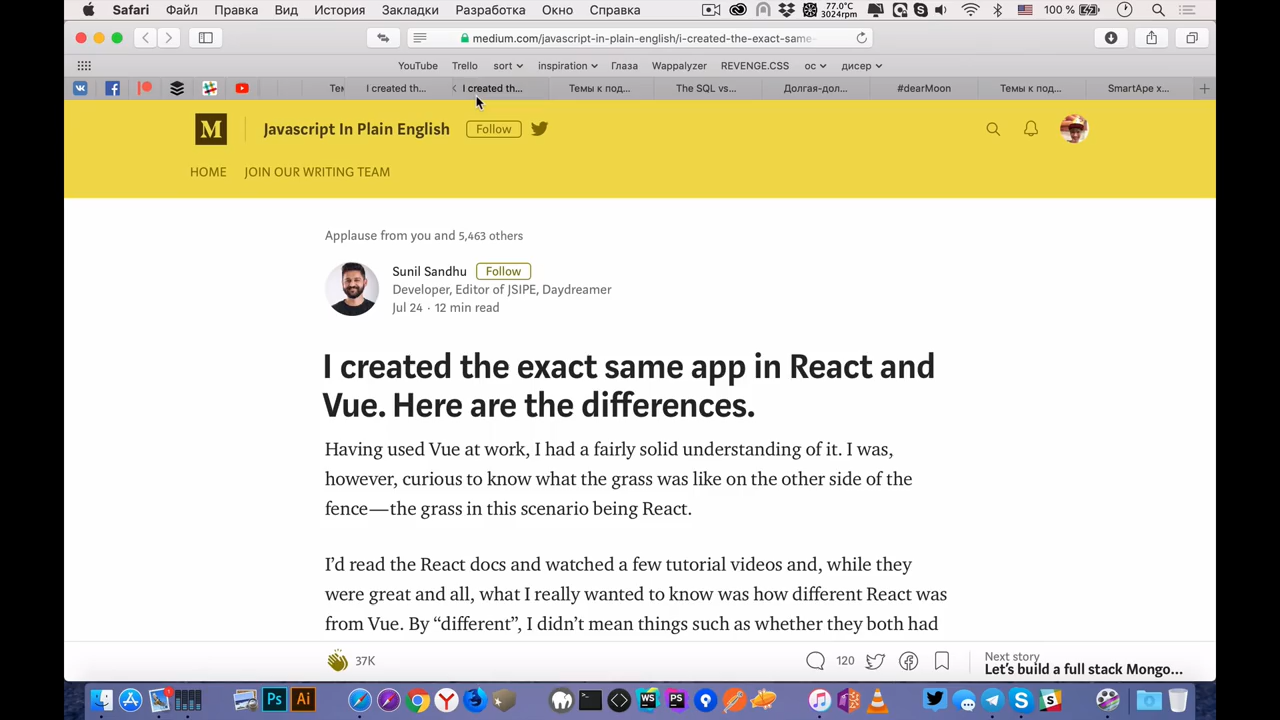 Safari Файл Правка Вид История Закладки Разработка Окно Справка 77.0°C 3024rpm 100 %
medium.com/javascript-in-plain-english/i-created-the-exact-same-
YouTube Trello sort inspiration Глаза Wappalyzer REVENGE.CSS ос дисер
Тем I created th... I created th... Темы к под... The SQL vs... Долгая-дол... #dearMoon Темы к под... SmartApe х...
M Javascript In Plain English Follow
HOME JOIN OUR WRITING TEAM
Applause from you and 5,463 others
Sunil Sandhu Follow
Developer, Editor of JSIPE, Daydreamer
Jul 24 · 12 min read
I created the exact same app in React and
Vue. Here are the differences.
Having used Vue at work, I had a fairly solid understanding of it. I was,
however, curious to know what the grass was like on the other side of the
fence—the grass in this scenario being React.
I’d read the React docs and watched a few tutorial videos and, while they
were great and all, what I really wanted to know was how different React was
from Vue. By “different”, I didn’t mean things such as whether they both had
37K 120 Next story
Let’s build a full stack Mongo...
Ps Ai WS PS